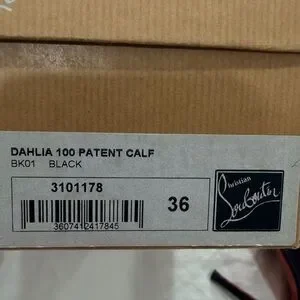 DAHLIA 100 PATENT CALF
BK01 BLACK
3101178
36
3607412417845
Christian
Louboutin